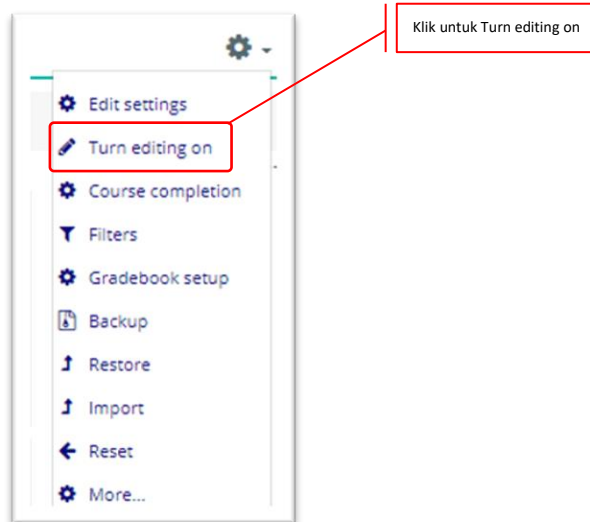 Klik untuk Turn editing on
Edit settings
Turn editing on
Course completion
Filters
Gradebook setup
Backup
Restore
Import
Reset
More...